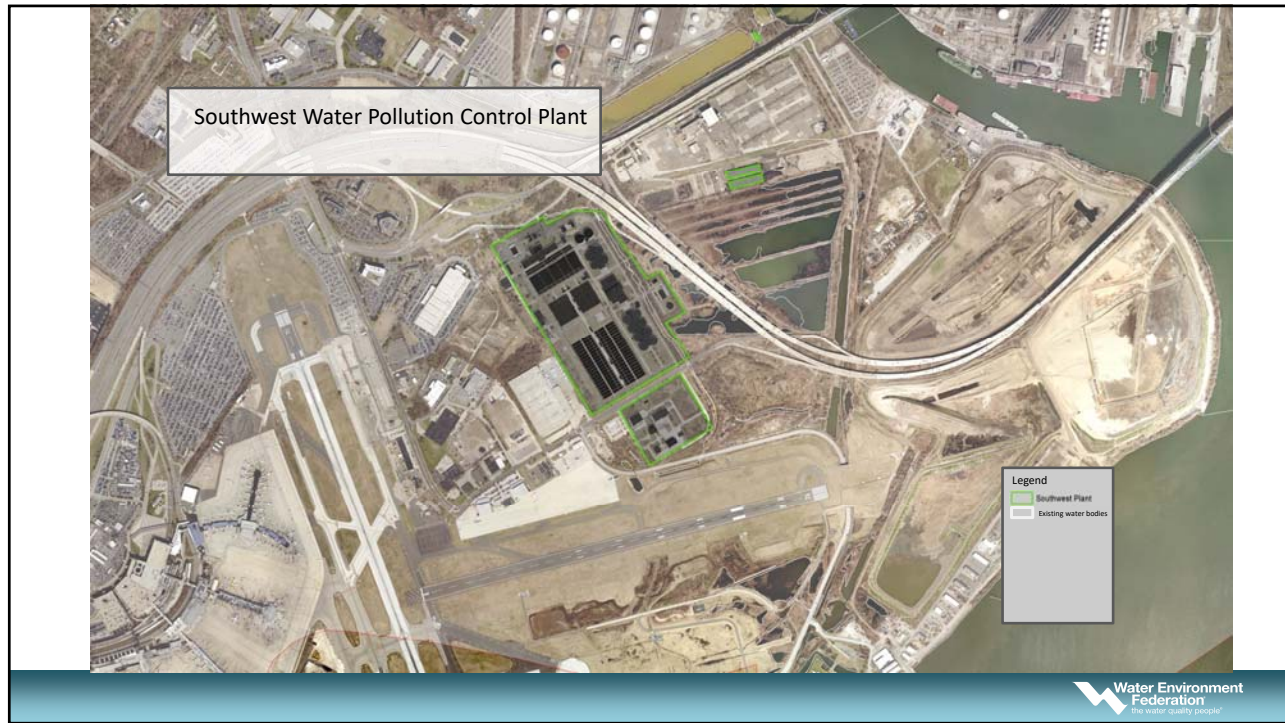 Southwest Water Pollution Control Plant
Legend
Southwest Plant
Existing water bodies
Water Environment
Federation
the water quality people®